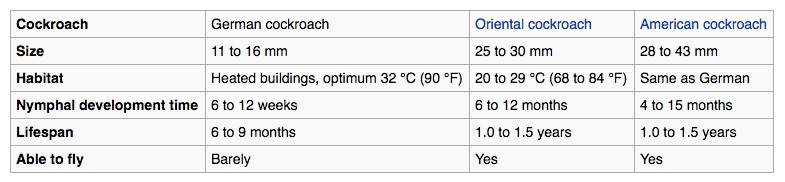 Cockroach German cockroach Oriental cockroach American cockroach
Size 11 to 16 mm 25 to 30 mm 28 to 43 mm
Habitat Heated buildings, optimum 32 °C (90 °F) 20 to 29 °C (68 to 84 °F) Same as German
Nymphal development time 6 to 12 weeks 6 to 12 months 4 to 15 months
Lifespan 6 to 9 months 1.0 to 1.5 years 1.0 to 1.5 years
Able to fly Barely Yes Yes